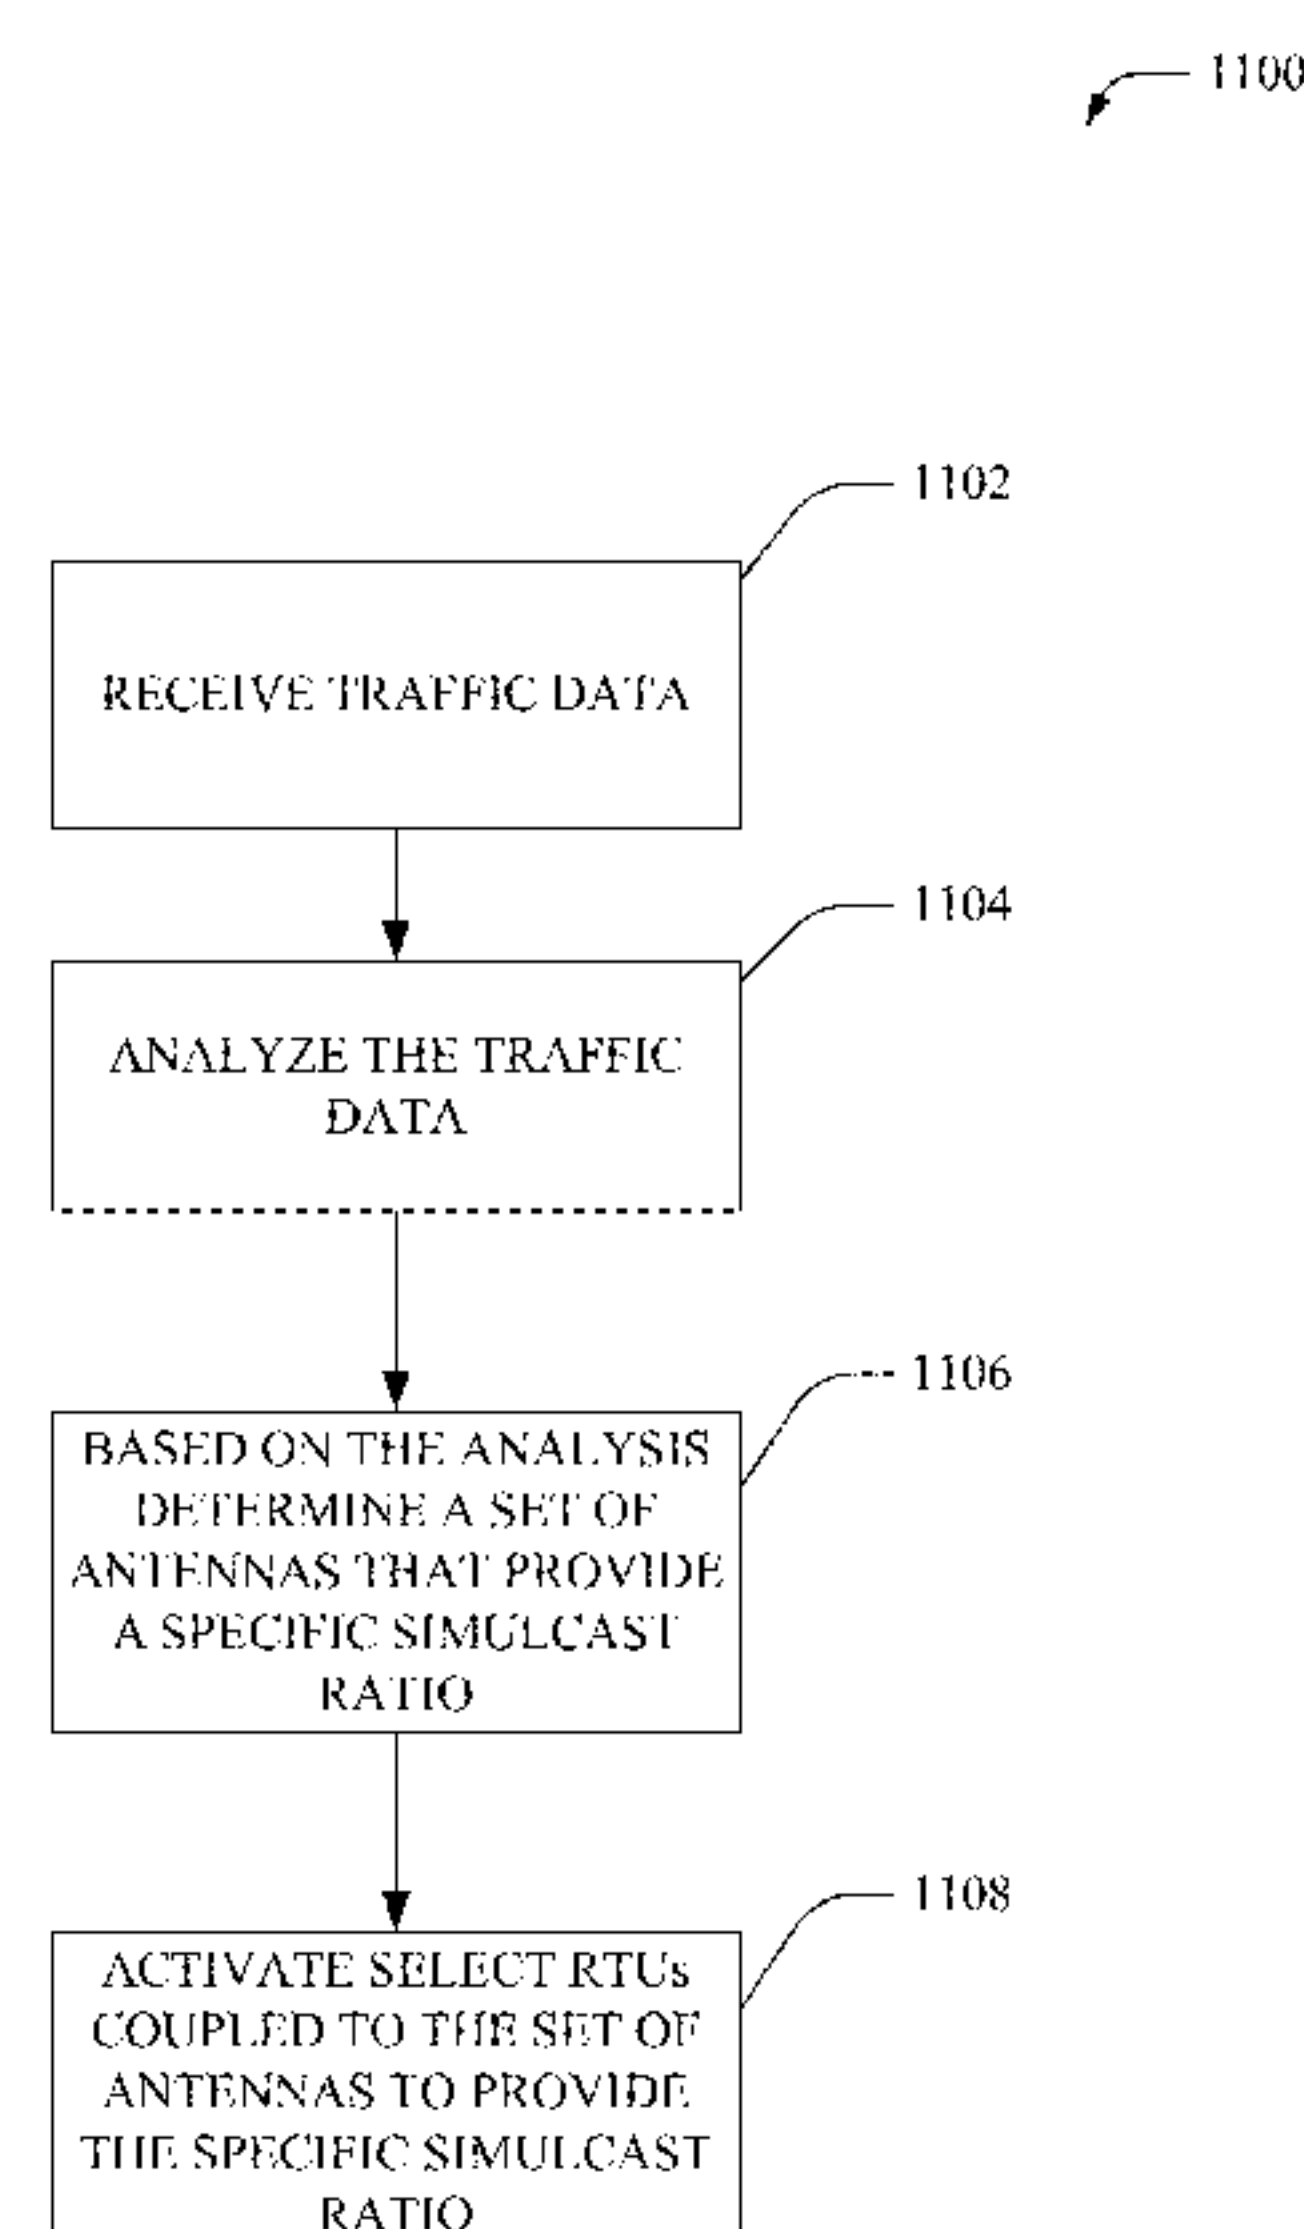 1100
1102
RECEIVE TRAFFIC DATA
1104
ANALYZE THE TRAFFIC
DATA
1106
BASED ON THE ANALYSIS
DETERMINE A SET OF
ANTENNAS THAT PROVIDE
A SPECIFIC SIMULCAST
RATIO
1108
ACTIVATE SELECT RTUs
COUPLED TO THE SET OF
ANTENNAS TO PROVIDE
THE SPECIFIC SIMULCAST
RATIO